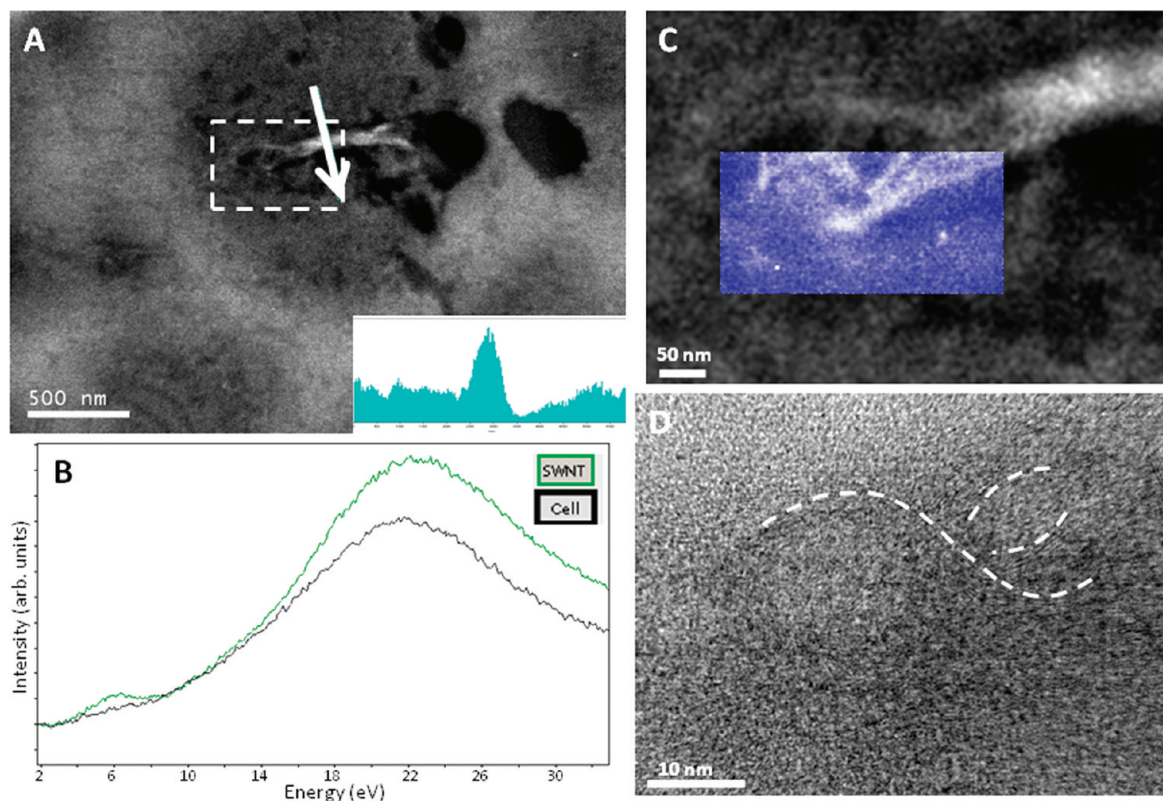 A
500 nm
B
SWNT
Cell
Intensity (arb. units)
2 6 10 14 18 22 26 30
Energy (eV)
C
50 nm
D
10 nm